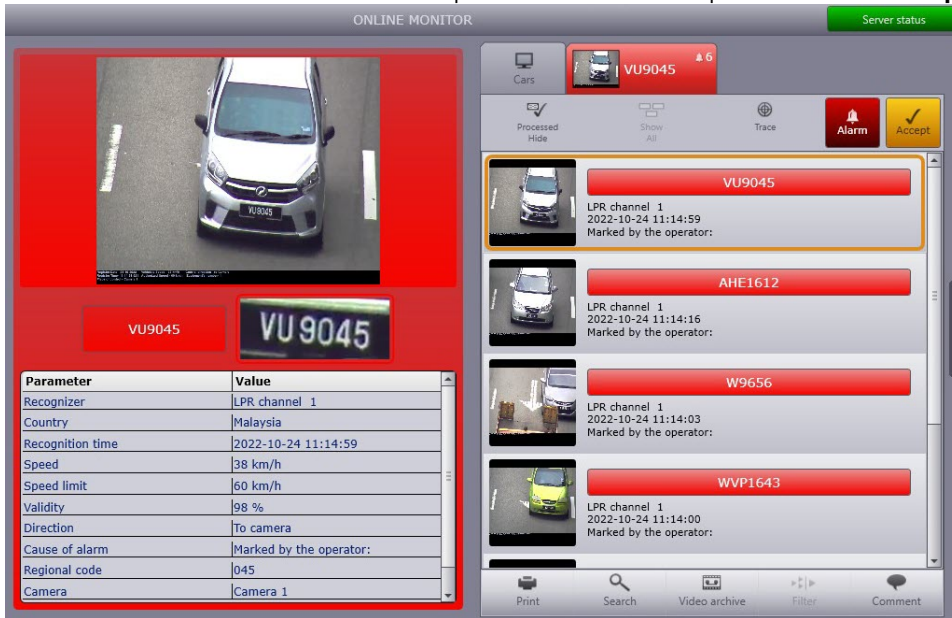 ONLINE MONITOR
Server status
VU9045
VU9045
VU 9045
Parameter Value
Recognizer LPR channel 1
Country Malaysia
Recognition time 2022-10-24 11:14:59
Speed 38 km/h
Speed limit 60 km/h
Validity 98 %
Direction To camera
Cause of alarm Marked by the operator:
Regional code 045
Camera Camera 1
Cars
VU9045
6
Processed
Hide
Show
All
Trace
Alarm
Accept
VU9045
LPR channel 1
2022-10-24 11:14:59
Marked by the operator:
AHE1612
LPR channel 1
2022-10-24 11:14:16
Marked by the operator:
W9656
LPR channel 1
2022-10-24 11:14:03
Marked by the operator:
WVP1643
LPR channel 1
2022-10-24 11:14:00
Marked by the operator:
Print
Search
Video archive
Filter
Comment